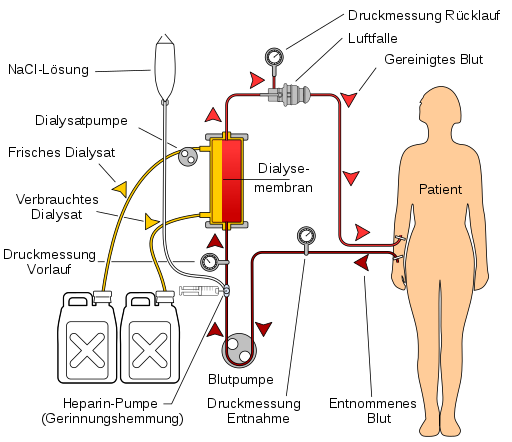 Druckmessung Rücklauf
Luftfalle
Gereinigtes Blut
NaCl-Lösung
Dialysatpumpe
Frisches Dialysat
Dialyse-
membran
Patient
Verbrauchtes
Dialysat
Druckmessung
Vorlauf
Blutpumpe
Heparin-Pumpe
(Gerinnungshemmung)
Druckmessung
Entnahme
Entnommenes
Blut